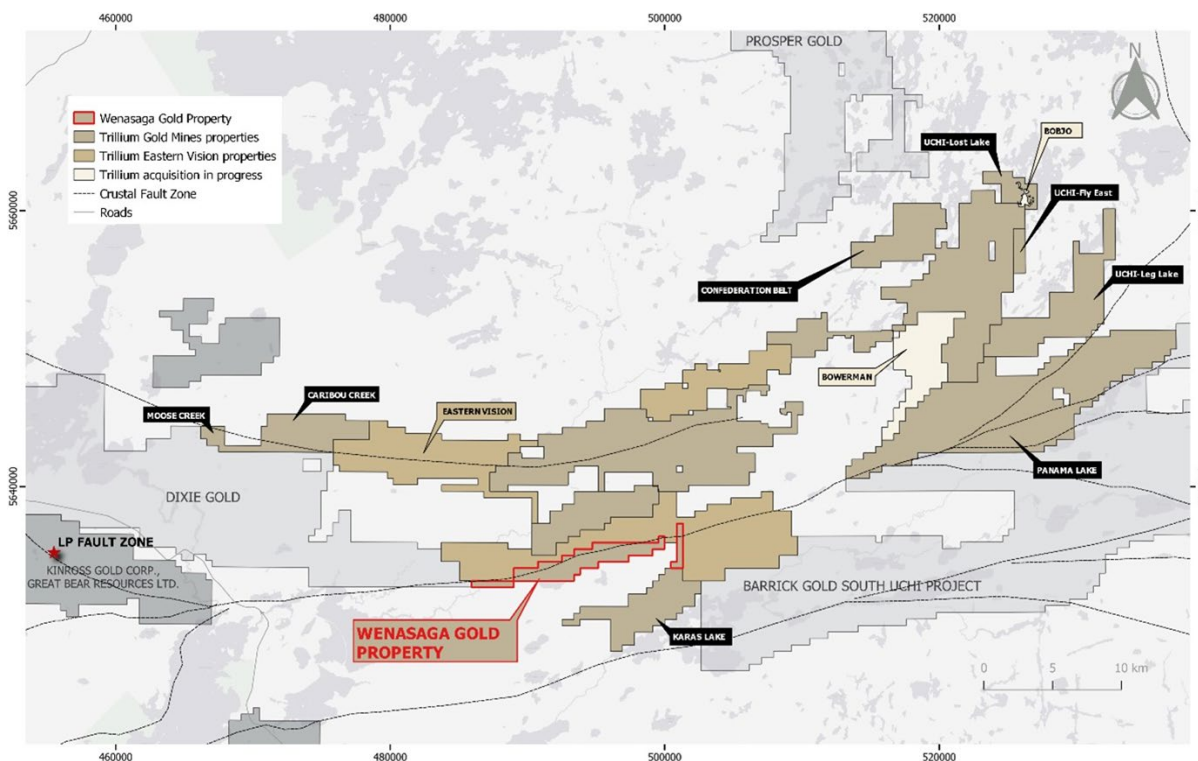 460000
480000
500000
520000
PROSPER GOLD
N
Wenasaga Gold Property
Trillium Gold Mines properties
Trillium Eastern Vision properties
Trillium acquisition in progress
Crustal Fault Zone
Roads
BOBJO
UCHI-Lost Lake
UCHI-Fly East
5660000
5660000
UCHI-Leg Lake
CONFEDERATION BELT
BOWERMAN
CARIBOU CREEK
MOOSE CREEK
EASTERN VISION
PANAMA LAKE
5640000
5640000
DIXIE GOLD
LP FAULT ZONE
KINROSS GOLD CORP.,
GREAT BEAR RESOURCES LTD.
BARRICK GOLD SOUTH UCHI PROJECT
WENASAGA GOLD
PROPERTY
KARAS LAKE
0 5 10 km
460000
480000
500000
520000